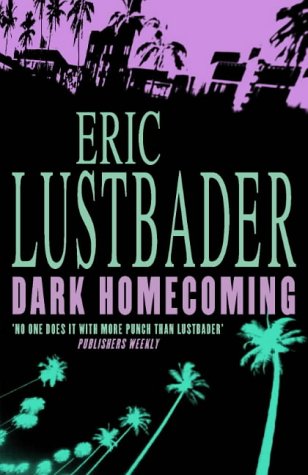 ERIC
LUSTBADER
DARK HOMECOMING
'NO ONE DOES IT WITH MORE PUNCH THAN LUSTBADER'
PUBLISHERS WEEKLY